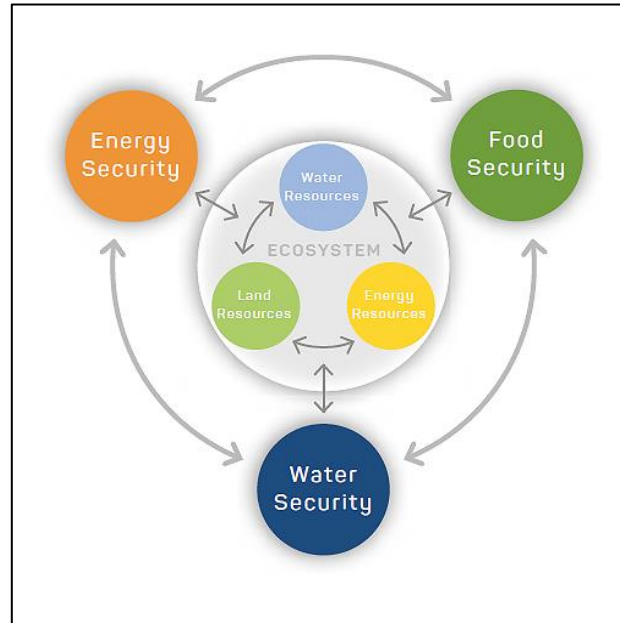 Energy
Security
Food
Security
Water
Resources
ECOSYSTEM
Land
Resources
Energy
Resources
Water
Security